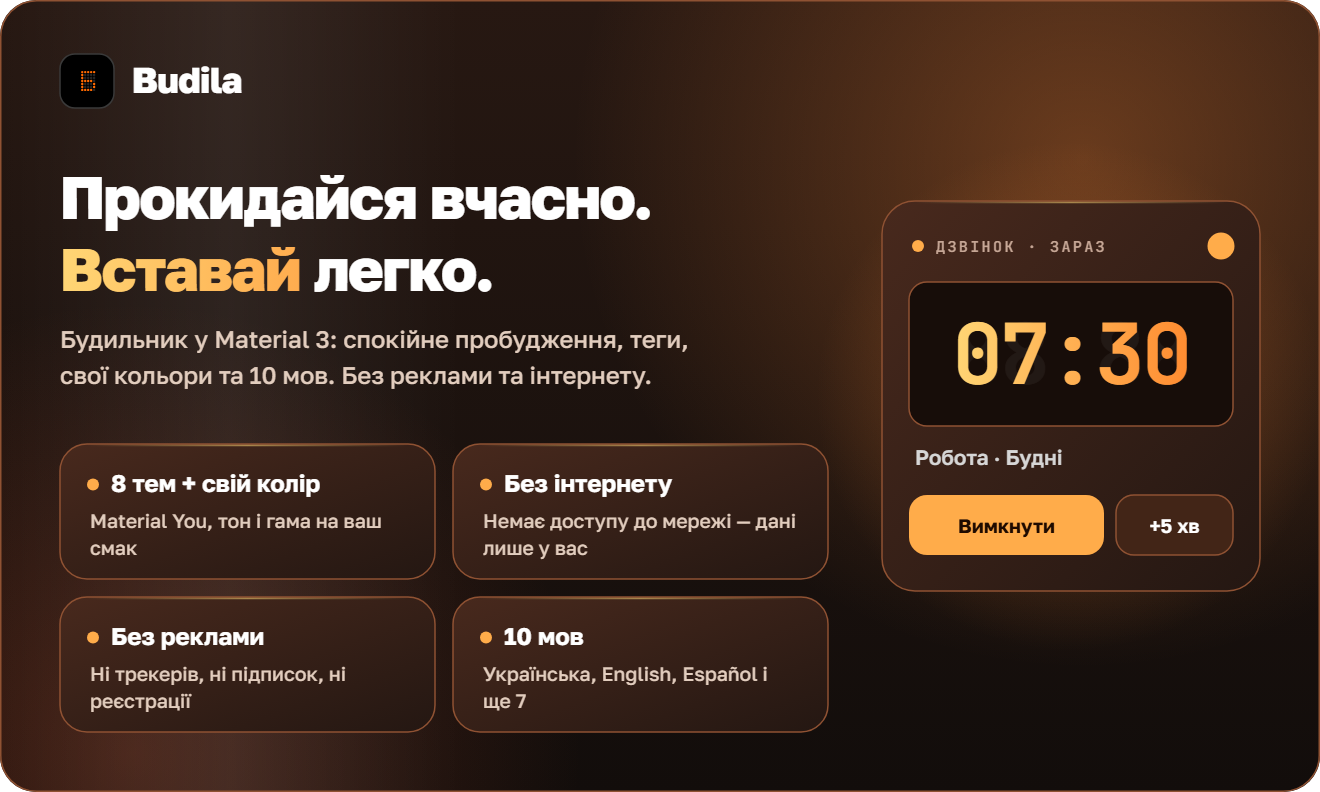 Б
Budila
Прокидайся вчасно.
Вставай легко.
Будильник у Material 3: спокійне пробудження, теги,
свої кольори та 10 мов. Без реклами та інтернету.
8 тем + свій колір
Material You, тон і гама на ваш
смак
Без інтернету
Немає доступу до мережі — дані
лише у вас
Без реклами
Ні трекерів, ні підписок, ні
реєстрації
10 мов
Українська, English, Español і
ще 7
ДЗВІНОК · ЗАРАЗ
07:30
Робота · Будні
Вимкнути
+5 хв